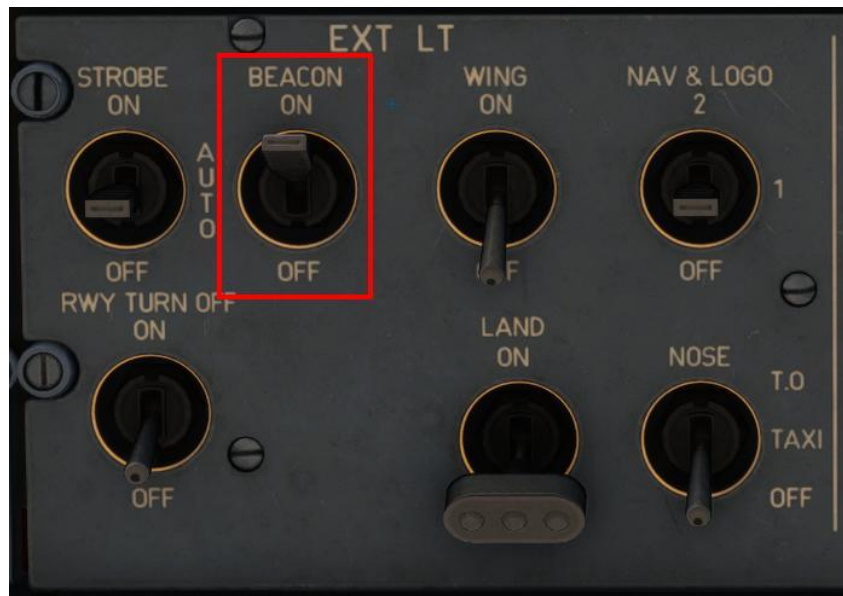 EXT LT
STROBE
ON
AUTO
OFF
BEACON
ON
OFF
WING
ON
NAV & LOGO
2
1
OFF
RWY TURN OFF
ON
OFF
LAND
ON
NOSE
T.O
TAXI
OFF